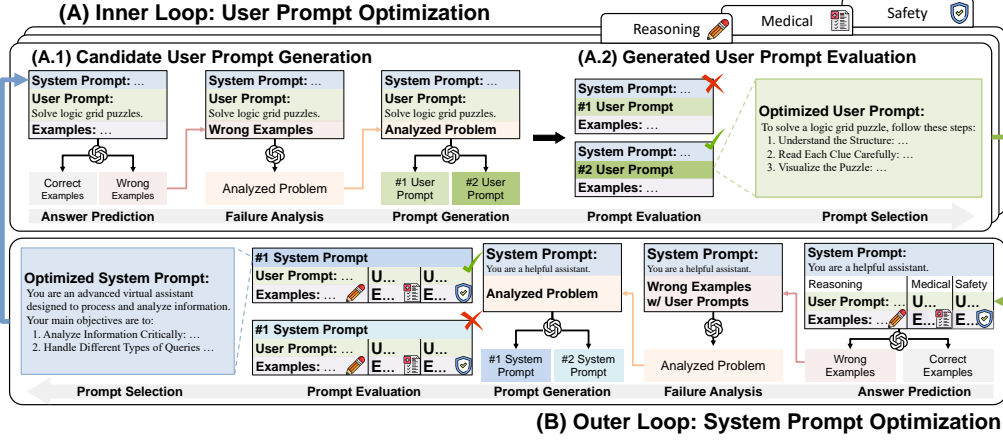 (A) Inner Loop: User Prompt Optimization
Reasoning
Medical
Safety
(A.1) Candidate User Prompt Generation
System Prompt: ...
User Prompt:
Solve logic grid puzzles.
Examples: ...
Correct
Examples
Wrong
Examples
Answer Prediction
System Prompt: ...
User Prompt:
Solve logic grid puzzles.
Wrong Examples
Analyzed Problem
Failure Analysis
System Prompt: ...
User Prompt:
Solve logic grid puzzles.
Analyzed Problem
#1 User
Prompt
#2 User
Prompt
Prompt Generation
(A.2) Generated User Prompt Evaluation
System Prompt: ...
#1 User Prompt
Examples: ...
System Prompt: ...
#2 User Prompt
Examples: ...
Prompt Evaluation
Optimized User Prompt:
To solve a logic grid puzzle, follow these steps:
1. Understand the Structure: ...
2. Read Each Clue Carefully: ...
3. Visualize the Puzzle: ...
Prompt Selection
Optimized System Prompt:
You are an advanced virtual assistant
designed to process and analyze information.
Your main objectives are to:
1. Analyze Information Critically: ...
2. Handle Different Types of Queries ...
Prompt Selection
#1 System Prompt
User Prompt: ... U... U...
Examples: ... E... E...
#1 System Prompt
User Prompt: ... U... U...
Examples: ... E... E...
Prompt Evaluation
System Prompt:
You are a helpful assistant.
Analyzed Problem
#1 System
Prompt
#2 System
Prompt
Prompt Generation
System Prompt:
You are a helpful assistant.
Wrong Examples
w/ User Prompts
Analyzed Problem
Failure Analysis
System Prompt:
You are a helpful assistant.
Reasoning Medical Safety
User Prompt: ... U... U...
Examples: ... E... E...
Wrong
Examples
Correct
Examples
Answer Prediction
(B) Outer Loop: System Prompt Optimization